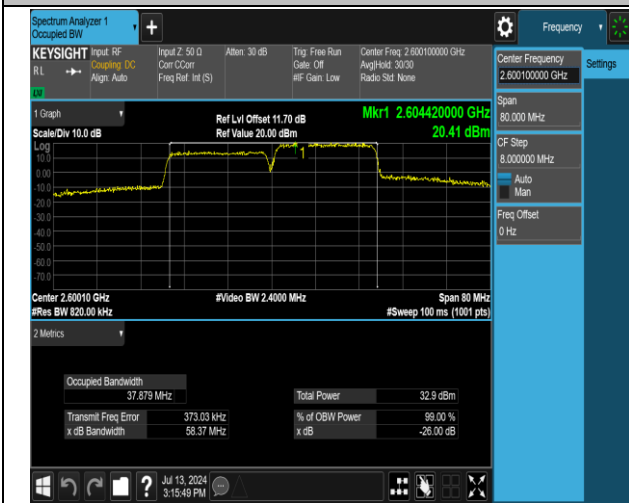 Spectrum Analyzer 1
Occupied BW
+
Frequency
KEYSIGHT
Input: RF
Input Z: 50 Ω
Atten: 30 dB
Trig: Free Run
Center Freq: 2.600100000 GHz
RL
Coupling: DC
Corr CCorr
Gate: Off
Avg|Hold: 30/30
Align: Auto
Freq Ref: Int (S)
#IF Gain: Low
Radio Std: None
Center Frequency
2.600100000 GHz
Settings
Span
80.000 MHz
CF Step
8.000000 MHz
Auto
Man
Freq Offset
0 Hz
1 Graph
Ref Lvl Offset 11.70 dB
Mkr1 2.604420000 GHz
Scale/Div 10.0 dB
Ref Value 20.00 dBm
20.41 dBm
Log
10.0
0.00
-10.0
-20.0
-30.0
-40.0
-50.0
-60.0
-70.0
1
Center 2.60010 GHz
#Video BW 2.4000 MHz
Span 80 MHz
#Res BW 820.00 kHz
#Sweep 100 ms (1001 pts)
2 Metrics
Occupied Bandwidth
37.879 MHz
Total Power
32.9 dBm
Transmit Freq Error
373.03 kHz
% of OBW Power
99.00 %
x dB Bandwidth
58.37 MHz
x dB
-26.00 dB
?
Jul 13, 2024
3:15:49 PM